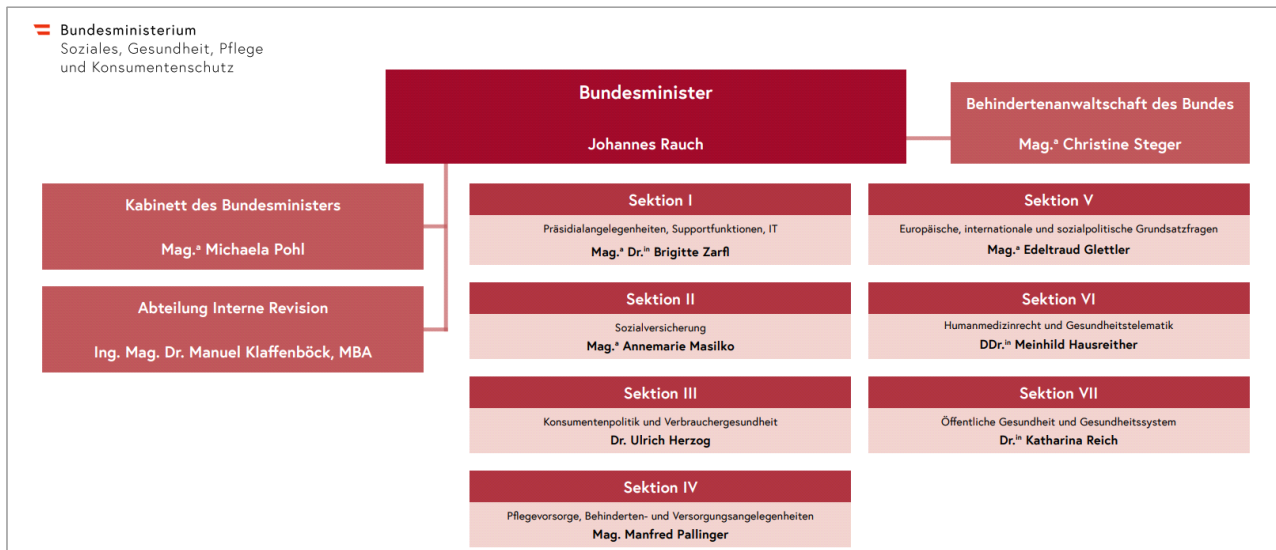 Bundesministerium
Soziales, Gesundheit, Pflege
und Konsumentenschutz
Bundesminister
Johannes Rauch
Behindertenanwaltschaft des Bundes
Mag.ª Christine Steger
Kabinett des Bundesministers
Mag.ª Michaela Pohl
Abteilung Interne Revision
Ing. Mag. Dr. Manuel Klaffenböck, MBA
Sektion I
Präsidialangelegenheiten, Supportfunktionen, IT
Mag.ª Dr.ⁱⁿ Brigitte Zarfl
Sektion II
Sozialversicherung
Mag.ª Annemarie Masilko
Sektion III
Konsumentenpolitik und Verbrauchergesundheit
Dr. Ulrich Herzog
Sektion IV
Pflegevorsorge, Behinderten- und Versorgungsangelegenheiten
Mag. Manfred Pallinger
Sektion V
Europäische, internationale und sozialpolitische Grundsatzfragen
Mag.ª Edeltraud Glettler
Sektion VI
Humanmedizinrecht und Gesundheitstelematik
DDr.ⁱⁿ Meinhild Hausreither
Sektion VII
Öffentliche Gesundheit und Gesundheitssystem
Dr.ⁱⁿ Katharina Reich